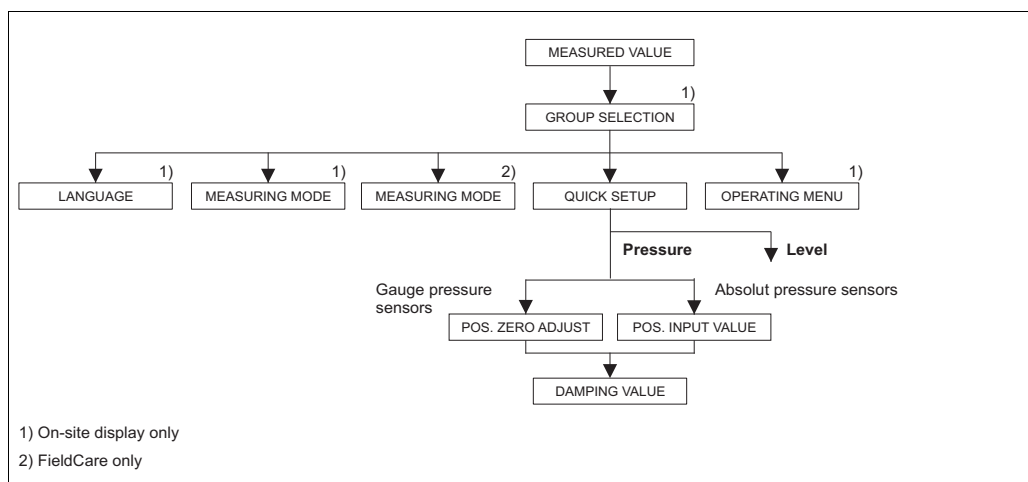 MEASURED VALUE
1)
GROUP SELECTION
1)
1)
2)
1)
LANGUAGE
MEASURING MODE
MEASURING MODE
QUICK SETUP
OPERATING MENU
Pressure
Level
Gauge pressure
sensors
Absolut pressure sensors
POS. ZERO ADJUST
POS. INPUT VALUE
DAMPING VALUE
1) On-site display only
2) FieldCare only